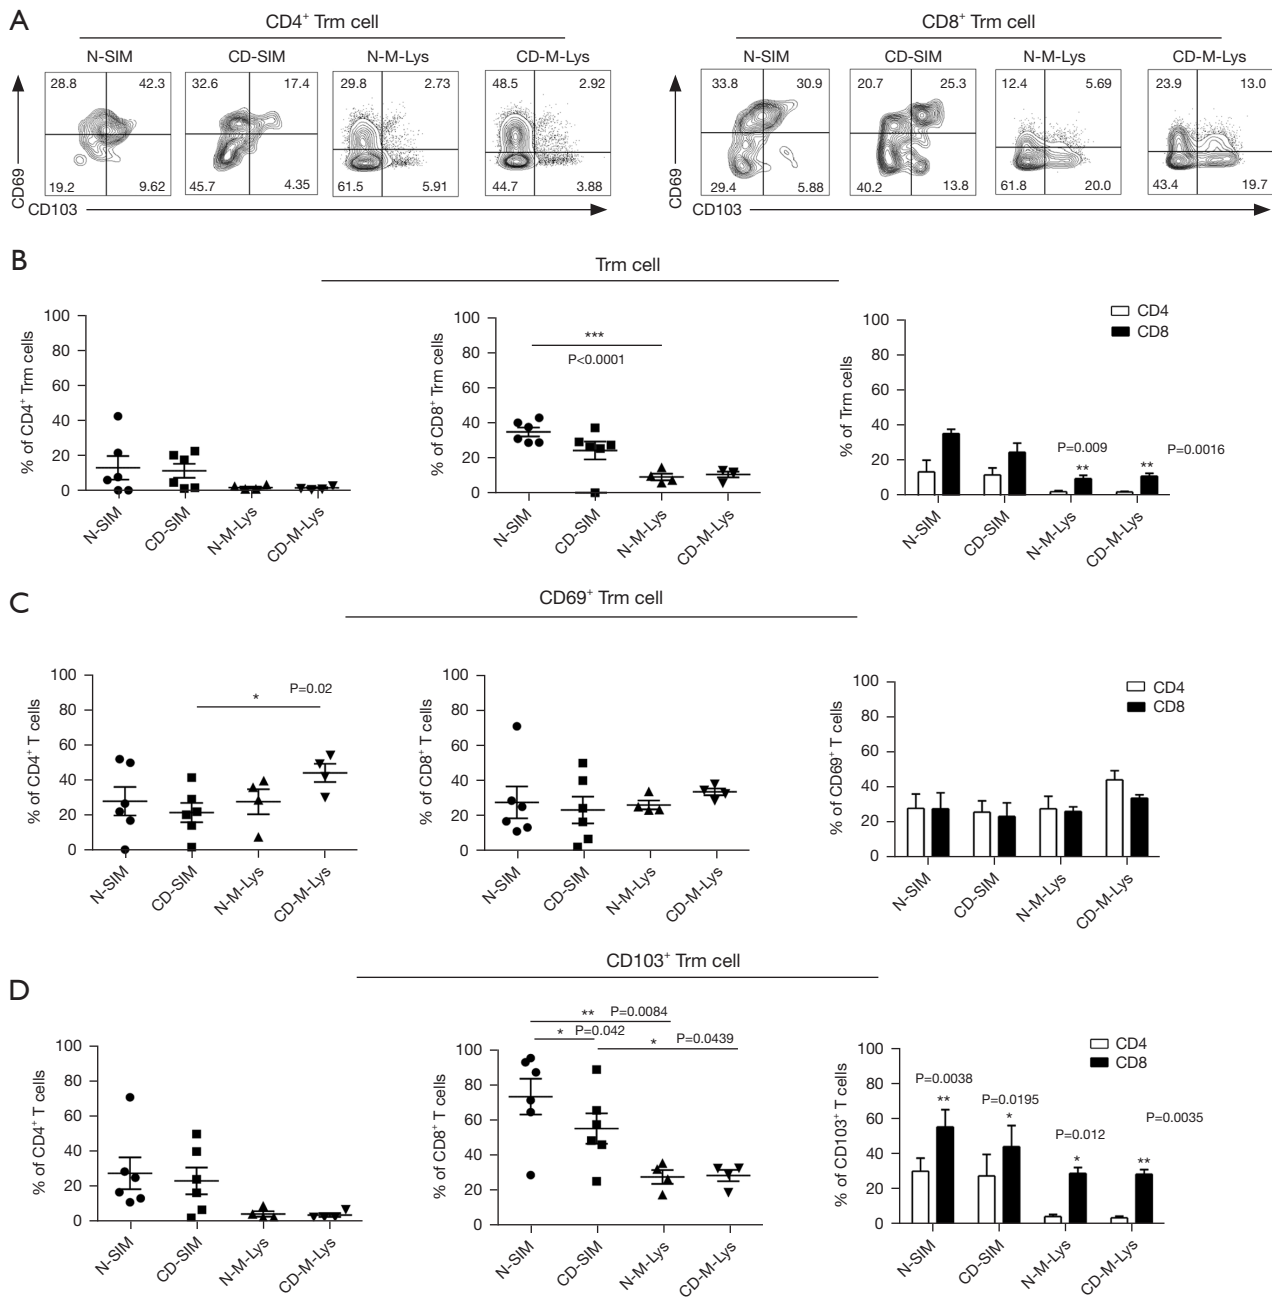 A
CD4⁺ Trm cell
CD8⁺ Trm cell
N-SIM CD-SIM N-M-Lys CD-M-Lys
N-SIM CD-SIM N-M-Lys CD-M-Lys
28.8 42.3 32.6 17.4 29.8 2.73 48.5 2.92
33.8 30.9 20.7 25.3 12.4 5.69 23.9 13.0
CD69
CD69
19.2 9.62 45.7 4.35 61.5 5.91 44.7 3.88
29.4 5.88 40.2 13.8 61.8 20.0 43.4 19.7
CD103
CD103
B
Trm cell
% of CD4⁺ Trm cells
100
80
60
40
20
0
N-SIM CD-SIM N-M-Lys CD-M-Lys
% of CD8⁺ Trm cells
100
80
60
40
20
0
***
P<0.0001
N-SIM CD-SIM N-M-Lys CD-M-Lys
% of Trm cells
100
80
60
40
20
0
CD4
CD8
P=0.009
**
P=0.0016
**
N-SIM CD-SIM N-M-Lys CD-M-Lys
C
CD69⁺ Trm cell
% of CD4⁺ T cells
100
80
60
40
20
0
* P=0.02
N-SIM CD-SIM N-M-Lys CD-M-Lys
% of CD8⁺ T cells
100
80
60
40
20
0
N-SIM CD-SIM N-M-Lys CD-M-Lys
% of CD69⁺ T cells
100
80
60
40
20
0
CD4
CD8
N-SIM CD-SIM N-M-Lys CD-M-Lys
D
CD103⁺ Trm cell
% of CD4⁺ T cells
100
80
60
40
20
0
N-SIM CD-SIM N-M-Lys CD-M-Lys
% of CD8⁺ T cells
100
80
60
40
20
0
** P=0.0084
* P=0.042
* P=0.0439
N-SIM CD-SIM N-M-Lys CD-M-Lys
% of CD103⁺ T cells
100
80
60
40
20
0
CD4
CD8
P=0.0038
**
P=0.0195
*
P=0.012
*
P=0.0035
**
N-SIM CD-SIM N-M-Lys CD-M-Lys